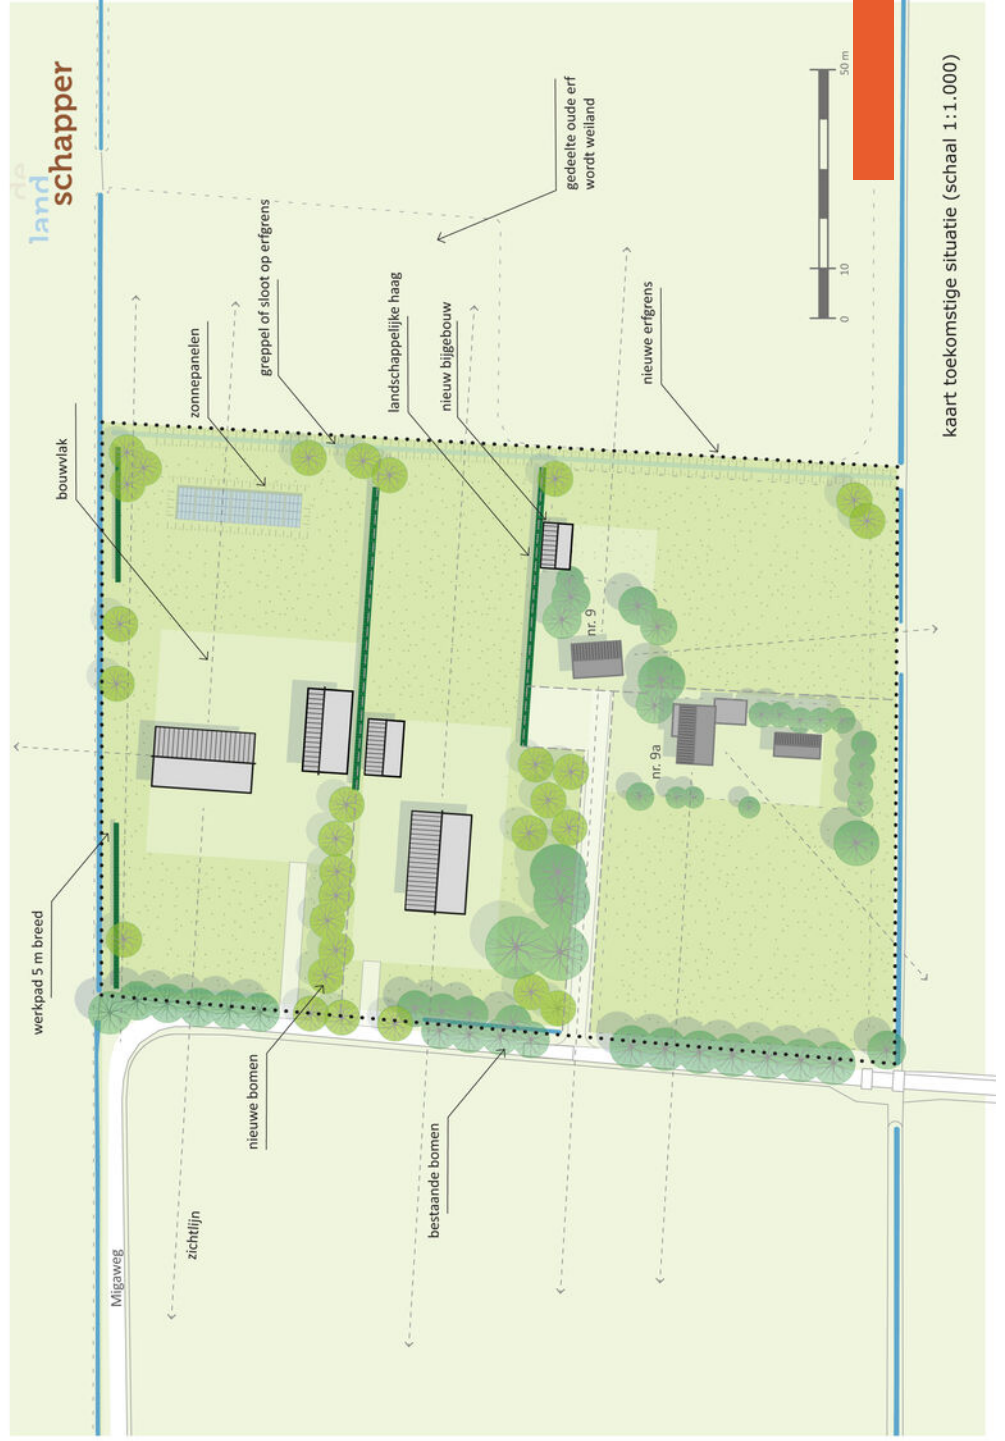 de
land
schapper
gedeelte oude erf
wordt weiland
50 m
10
0
kaart toekomstige situatie (schaal 1:1.000)
greppel of sloot op erfgrens
zonnepanelen
landschappelijke haag
nieuw bijgebouw
nieuwe erfgrens
bouwvlak
nr. 9
nr. 9a
werkpad 5 m breed
nieuwe bomen
bestaande bomen
zichtlijn
Migaweg